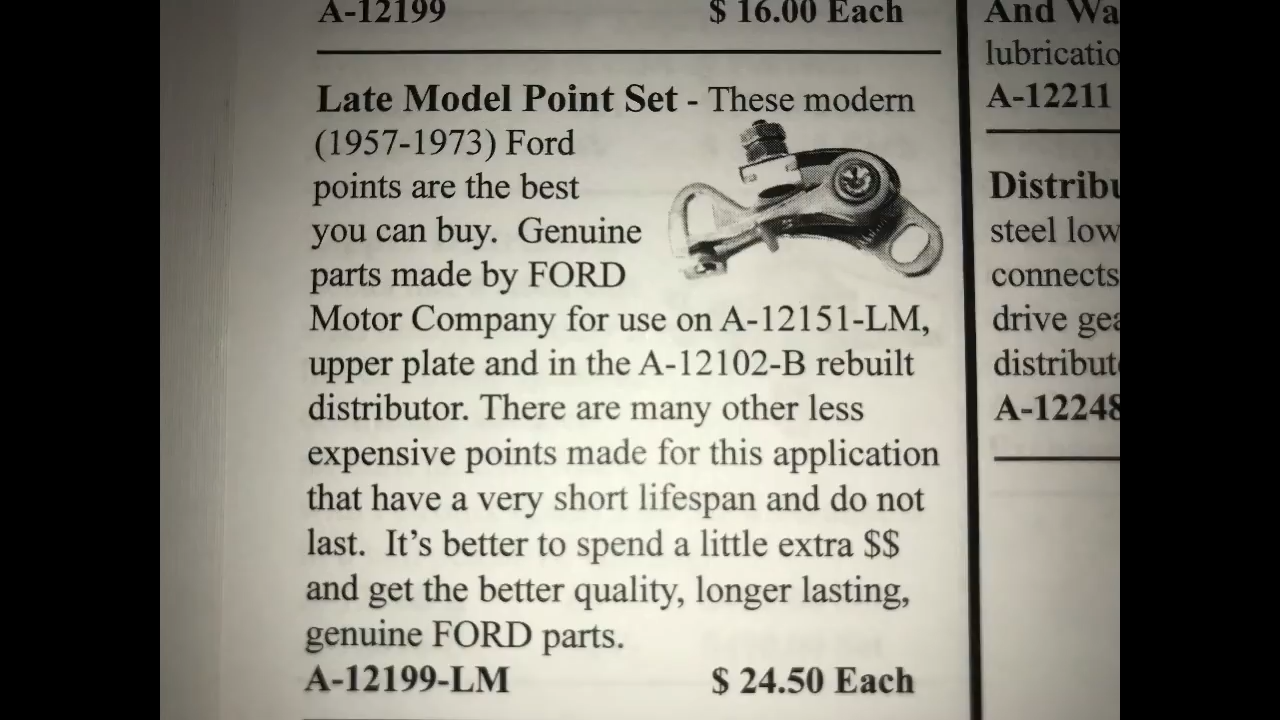 A-12199 $ 16.00 Each
Late Model Point Set - These modern
(1957-1973) Ford
points are the best
you can buy. Genuine
parts made by FORD
Motor Company for use on A-12151-LM,
upper plate and in the A-12102-B rebuilt
distributor. There are many other less
expensive points made for this application
that have a very short lifespan and do not
last. It's better to spend a little extra $$
and get the better quality, longer lasting,
genuine FORD parts.
A-12199-LM $ 24.50 Each
And Wa
lubricatio
A-12211
Distribu
steel low
connects
drive gea
distribut
A-12248